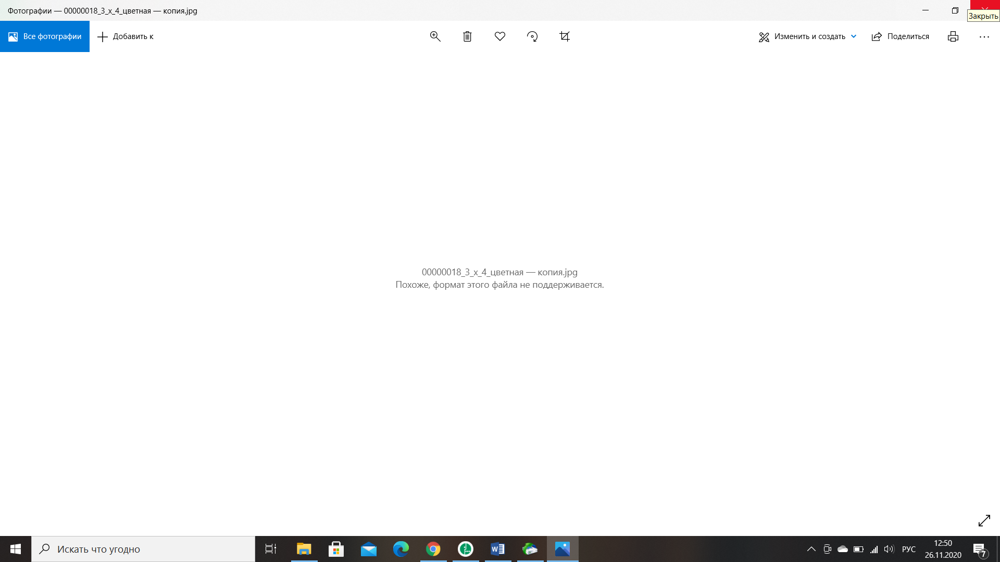 Фотографии — 00000018_3_x_4_цветная — копия.jpg
Закрыть
Все фотографии
Добавить к
Изменить и создать
Поделиться
00000018_3_x_4_цветная — копия.jpg
Похоже, формат этого файла не поддерживается.
Искать что угодно
РУС
12:50
26.11.2020
7